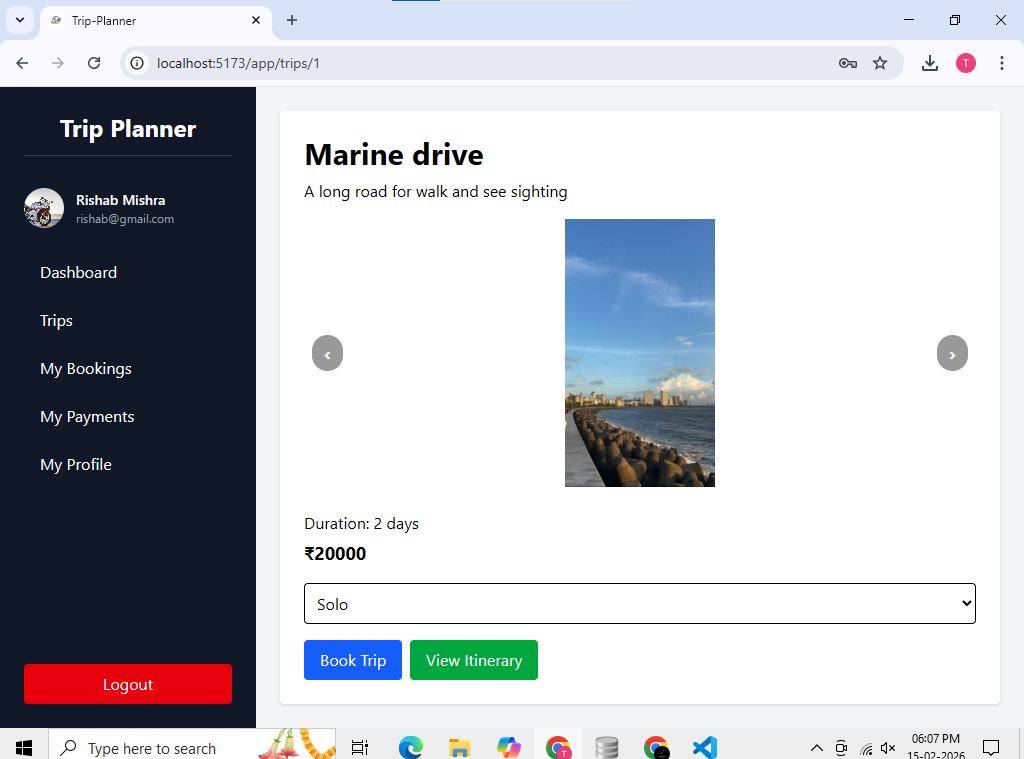 Trip-Planner
localhost:5173/app/trips/1
T
Trip Planner
Rishab Mishra
rishab@gmail.com
Dashboard
Trips
My Bookings
My Payments
My Profile
Logout
Marine drive
A long road for walk and see sighting
‹
›
Duration: 2 days
₹20000
Solo
Book Trip
View Itinerary
Type here to search
T
06:07 PM
15-02-2026